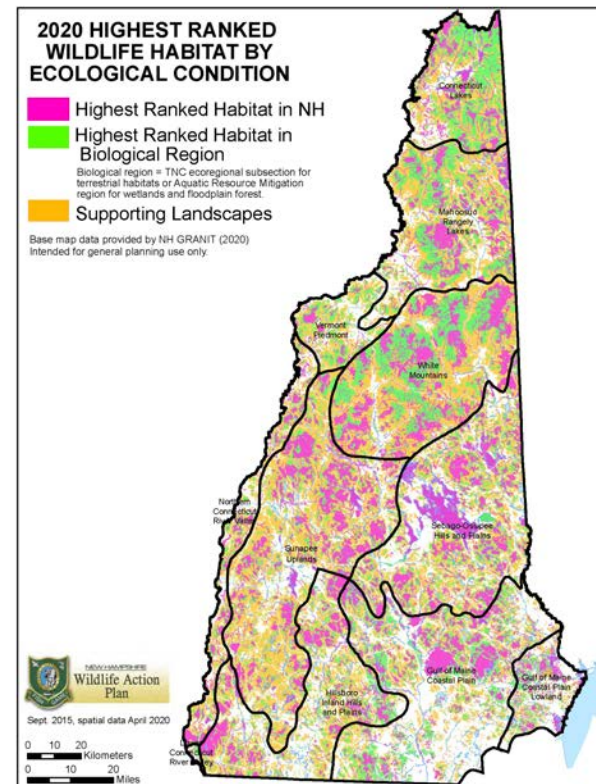 2020 HIGHEST RANKED
WILDLIFE HABITAT BY
ECOLOGICAL CONDITION
Highest Ranked Habitat in NH
Highest Ranked Habitat in
Biological Region
Biological region = TNC ecoregional subsection for
terrestrial habitats or Aquatic Resource Mitigation
region for wetlands and floodplain forest.
Supporting Landscapes
Base map data provided by NH GRANIT (2020)
Intended for general planning use only.
Connecticut
Lakes
Mahoosuc
Rangely
Lakes
Vermont
Piedmont
White
Mountains
Northern
Connecticut
River Valley
Sebago-Ossipee
Hills and Plains
Sunapee
Uplands
Gulf of Maine
Coastal Plain
Gulf of Maine
Coastal Plain
Lowland
Hillsboro
Inland Hills
and Plains
Connecticut
River Valley
NEW HAMPSHIRE
Wildlife Action
Plan
Sept. 2015, spatial data April 2020
0 10 20
Kilometers
0 10 20
Miles